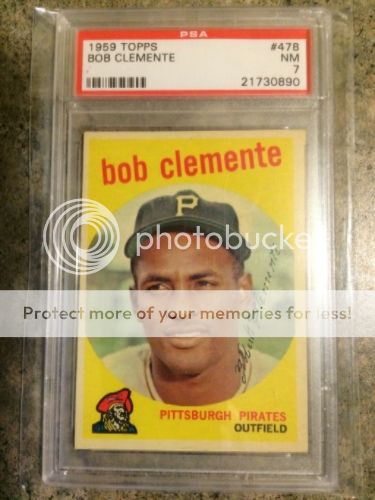 PSA
1959 TOPPS #478
BOB CLEMENTE NM
7
21730890
bob clemente
P
photobucket
Protect more of your memories for less!
PITTSBURGH PIRATES
OUTFIELD